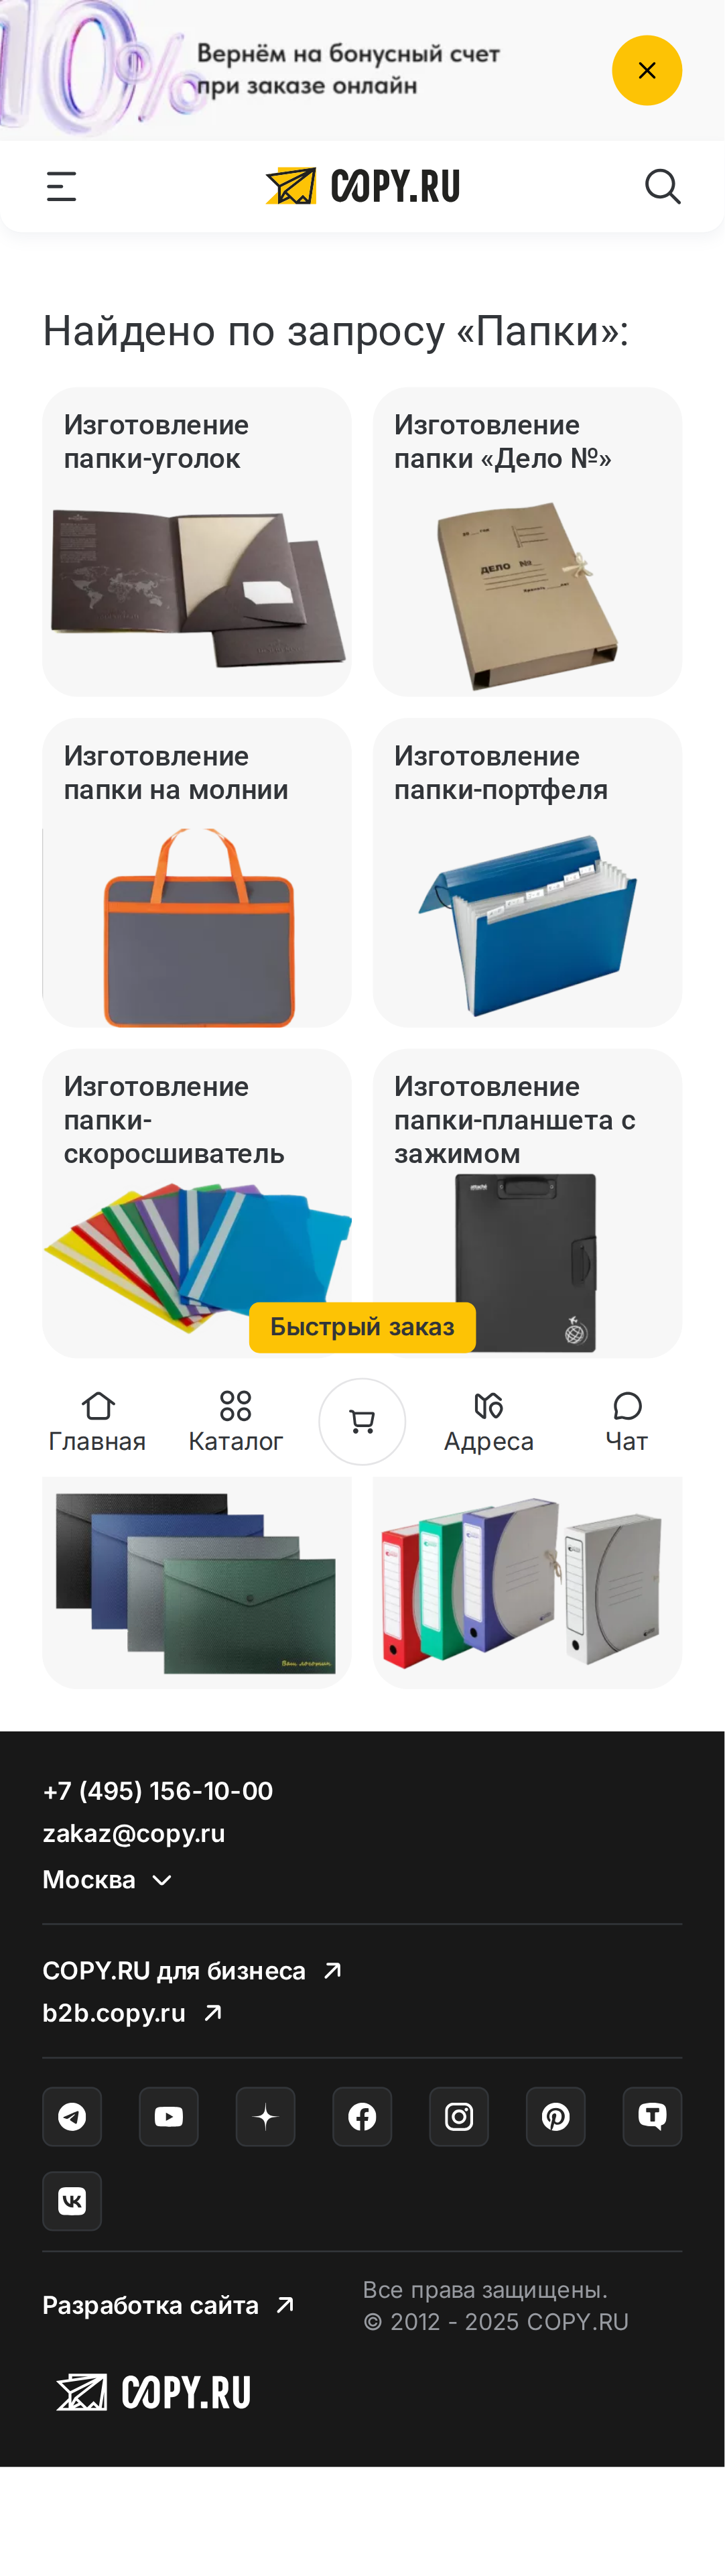 10%
Вернём на бонусный счет
при заказе онлайн
COPY.RU
Найдено по запросу «Папки»:
Изготовление
папки-уголок
Изготовление
папки «Дело №»
ДЕЛО №
Изготовление
папки на молнии
Изготовление
папки-портфеля
Изготовление
папки-
скоросшиватель
Изготовление
папки-планшета с
зажимом
attache
Быстрый заказ
Главная
Каталог
Адреса
Чат
Ваш логотип
+7 (495) 156-10-00
zakaz@copy.ru
Москва
COPY.RU для бизнеса
b2b.copy.ru
Разработка сайта
Все права защищены.
© 2012 - 2025 COPY.RU
COPY.RU